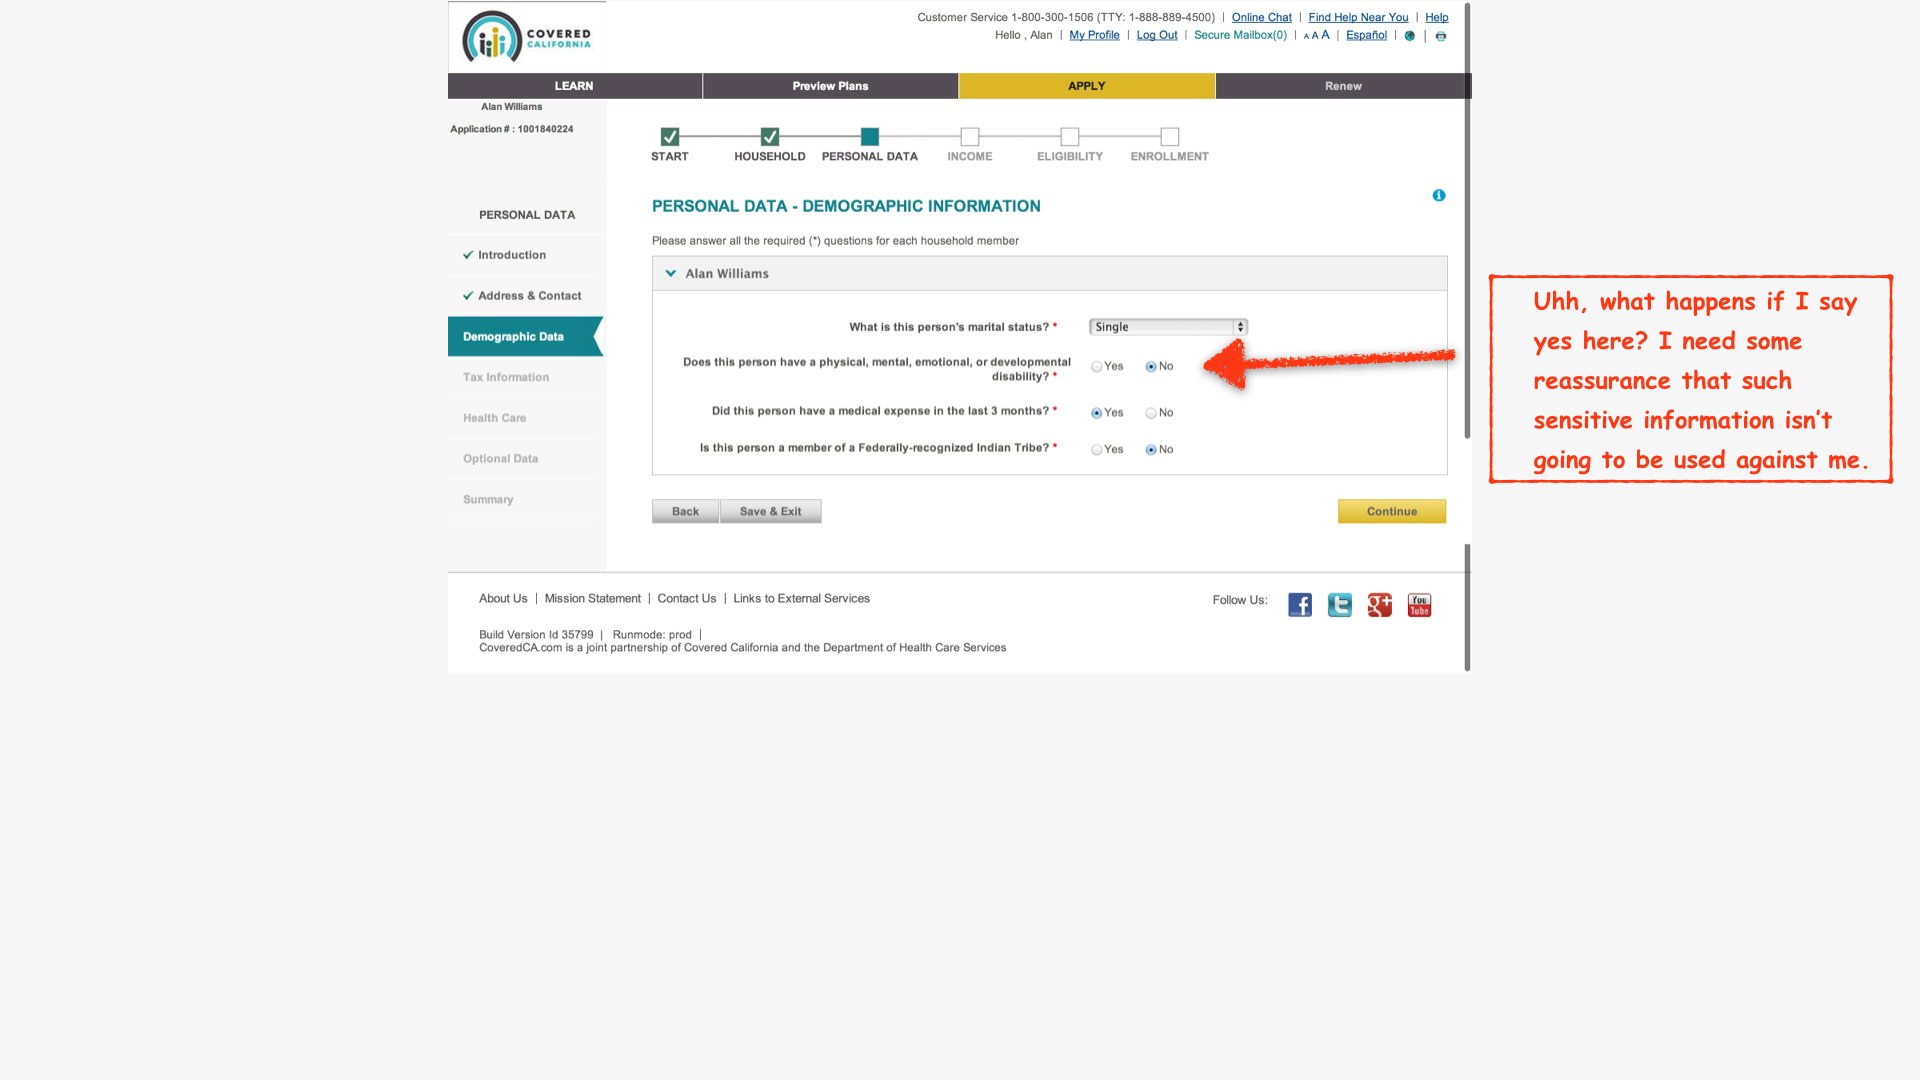 COVERED
CALIFORNIA
Customer Service 1-800-300-1506 (TTY: 1-888-889-4500) | Online Chat | Find Help Near You | Help
Hello , Alan | My Profile | Log Out | Secure Mailbox(0) | A A A | Español |
LEARN Preview Plans APPLY Renew
Alan Williams
Application # : 1001840224
START HOUSEHOLD PERSONAL DATA INCOME ELIGIBILITY ENROLLMENT
PERSONAL DATA
Introduction
Address & Contact
Demographic Data
Tax Information
Health Care
Optional Data
Summary
PERSONAL DATA - DEMOGRAPHIC INFORMATION
Please answer all the required (*) questions for each household member
Alan Williams
What is this person's marital status? * Single
Does this person have a physical, mental, emotional, or developmental
disability? * Yes No
Did this person have a medical expense in the last 3 months? * Yes No
Is this person a member of a Federally-recognized Indian Tribe? * Yes No
Back Save & Exit Continue
Uhh, what happens if I say
yes here? I need some
reassurance that such
sensitive information isn't
going to be used against me.
About Us | Mission Statement | Contact Us | Links to External Services
Follow Us:
You
Tube
Build Version Id 35799 | Runmode: prod |
CoveredCA.com is a joint partnership of Covered California and the Department of Health Care Services